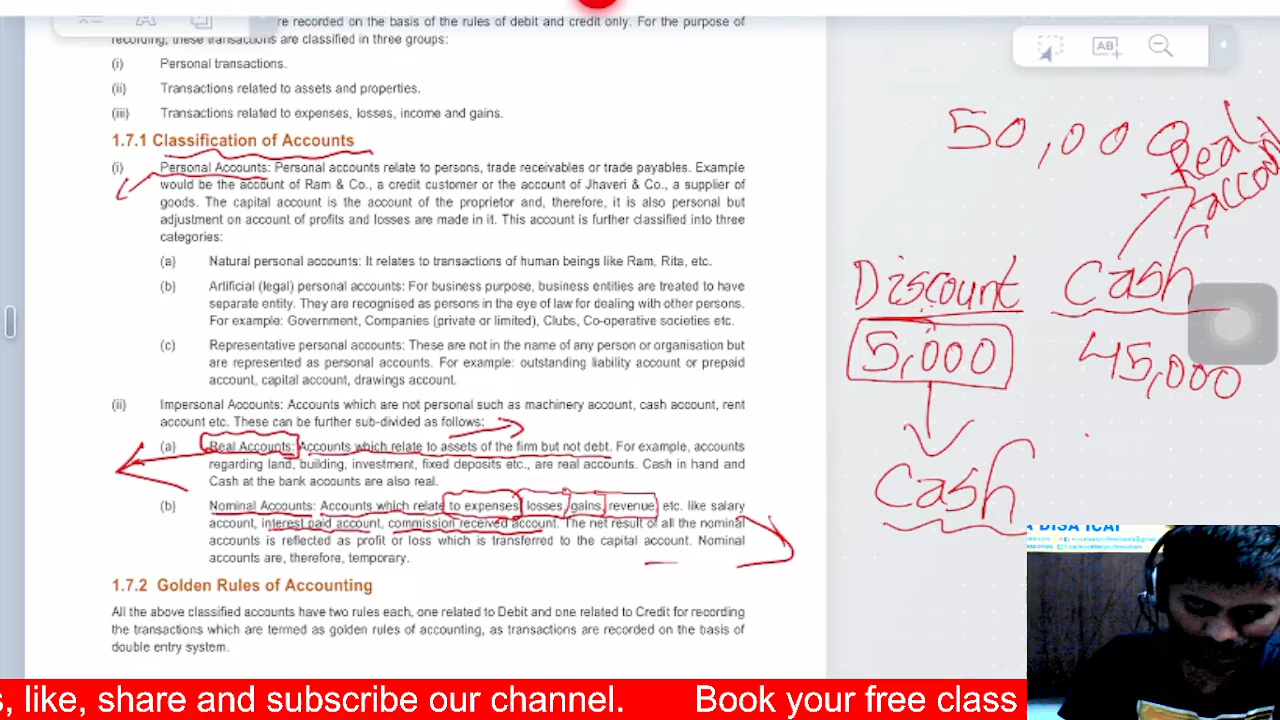 re recorded on the basis of the rules of debit and credit only. For the purpose of
recording, these transactions are classified in three groups:
(i) Personal transactions.
(ii) Transactions related to assets and properties.
(iii) Transactions related to expenses, losses, income and gains.
1.7.1 Classification of Accounts
(i) Personal Accounts: Personal accounts relate to persons, trade receivables or trade payables. Example
would be the account of Ram & Co., a credit customer or the account of Jhaveri & Co., a supplier of
goods. The capital account is the account of the proprietor and, therefore, it is also personal but
adjustment on account of profits and losses are made in it. This account is further classified into three
categories:
(a) Natural personal accounts: It relates to transactions of human beings like Ram, Rita, etc.
(b) Artificial (legal) personal accounts: For business purpose, business entities are treated to have
separate entity. They are recognised as persons in the eye of law for dealing with other persons.
For example: Government, Companies (private or limited), Clubs, Co-operative societies etc.
(c) Representative personal accounts: These are not in the name of any person or organisation but
are represented as personal accounts. For example: outstanding liability account or prepaid
account, capital account, drawings account.
(ii) Impersonal Accounts: Accounts which are not personal such as machinery account, cash account, rent
account etc. These can be further sub-divided as follows:
(a) Real Accounts: Accounts which relate to assets of the firm but not debt. For example, accounts
regarding land, building, investment, fixed deposits etc., are real accounts. Cash in hand and
Cash at the bank accounts are also real.
(b) Nominal Accounts: Accounts which relate to expenses, losses, gains, revenue, etc. like salary
account, interest paid account, commission received account. The net result of all the nominal
accounts is reflected as profit or loss which is transferred to the capital account. Nominal
accounts are, therefore, temporary.
1.7.2 Golden Rules of Accounting
All the above classified accounts have two rules each, one related to Debit and one related to Credit for recording
the transactions which are termed as golden rules of accounting, as transactions are recorded on the basis of
double entry system.
AB
50,000
Real
account
Discount Cash
5,000 45,000
Cash
A DISA ICAI
s, like, share and subscribe our channel. Book your free class